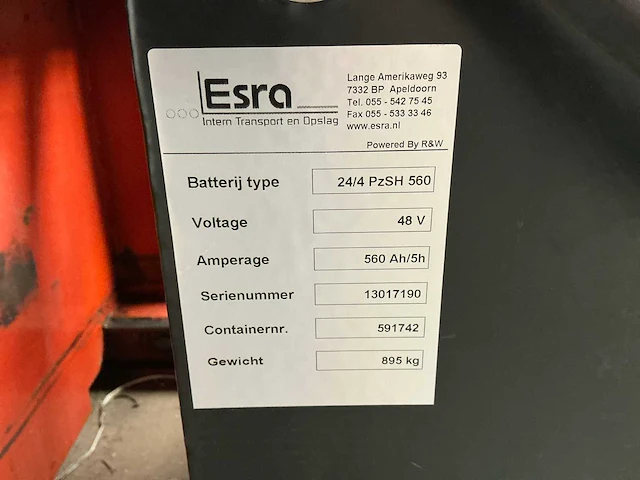 Esra
Intern Transport en Opslag
Lange Amerikaweg 93
7332 BP Apeldoorn
Tel. 055 - 542 75 45
Fax 055 - 533 33 46
www.esra.nl
Powered By R&W
Batterij type 24/4 PzSH 560
Voltage 48 V
Amperage 560 Ah/5h
Serienummer 13017190
Containernr. 591742
Gewicht 895 kg